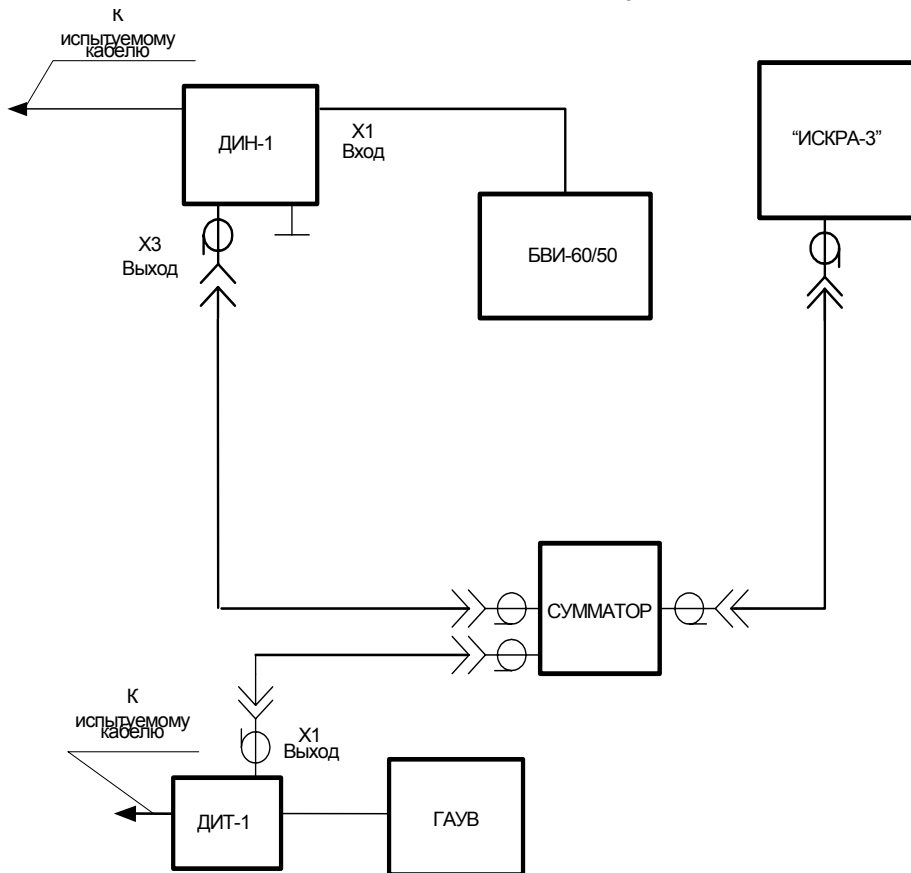 К
испытуемому
кабелю
ДИН-1
Х1
Вход
"ИСКРА-3"
БВИ-60/50
Х3
Выход
СУММАТОР
К
испытуемому
кабелю
Х1
Выход
ДИТ-1
ГАУВ